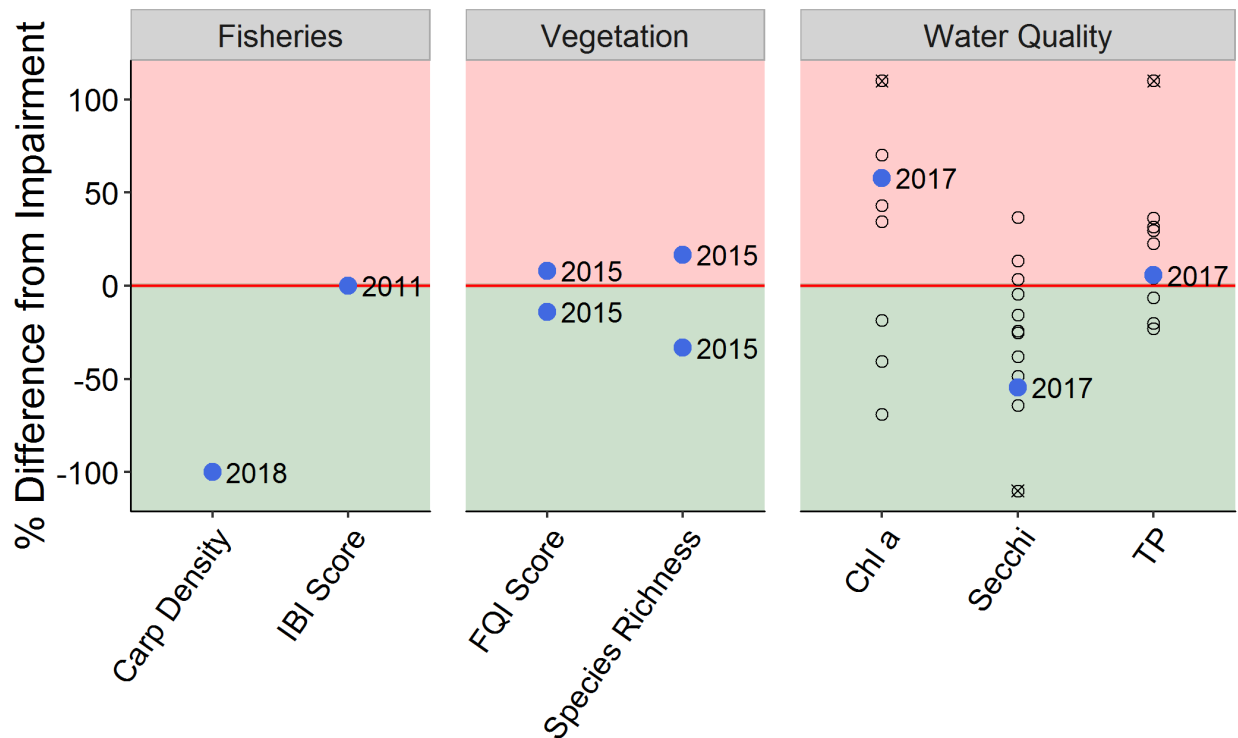 Fisheries
Vegetation
Water Quality
% Difference from Impairment
100
50
0
-50
-100
2018
2011
2015
2015
2015
2015
2017
2017
2017
Carp Density
IBI Score
FQI Score
Species Richness
Chl a
Secchi
TP